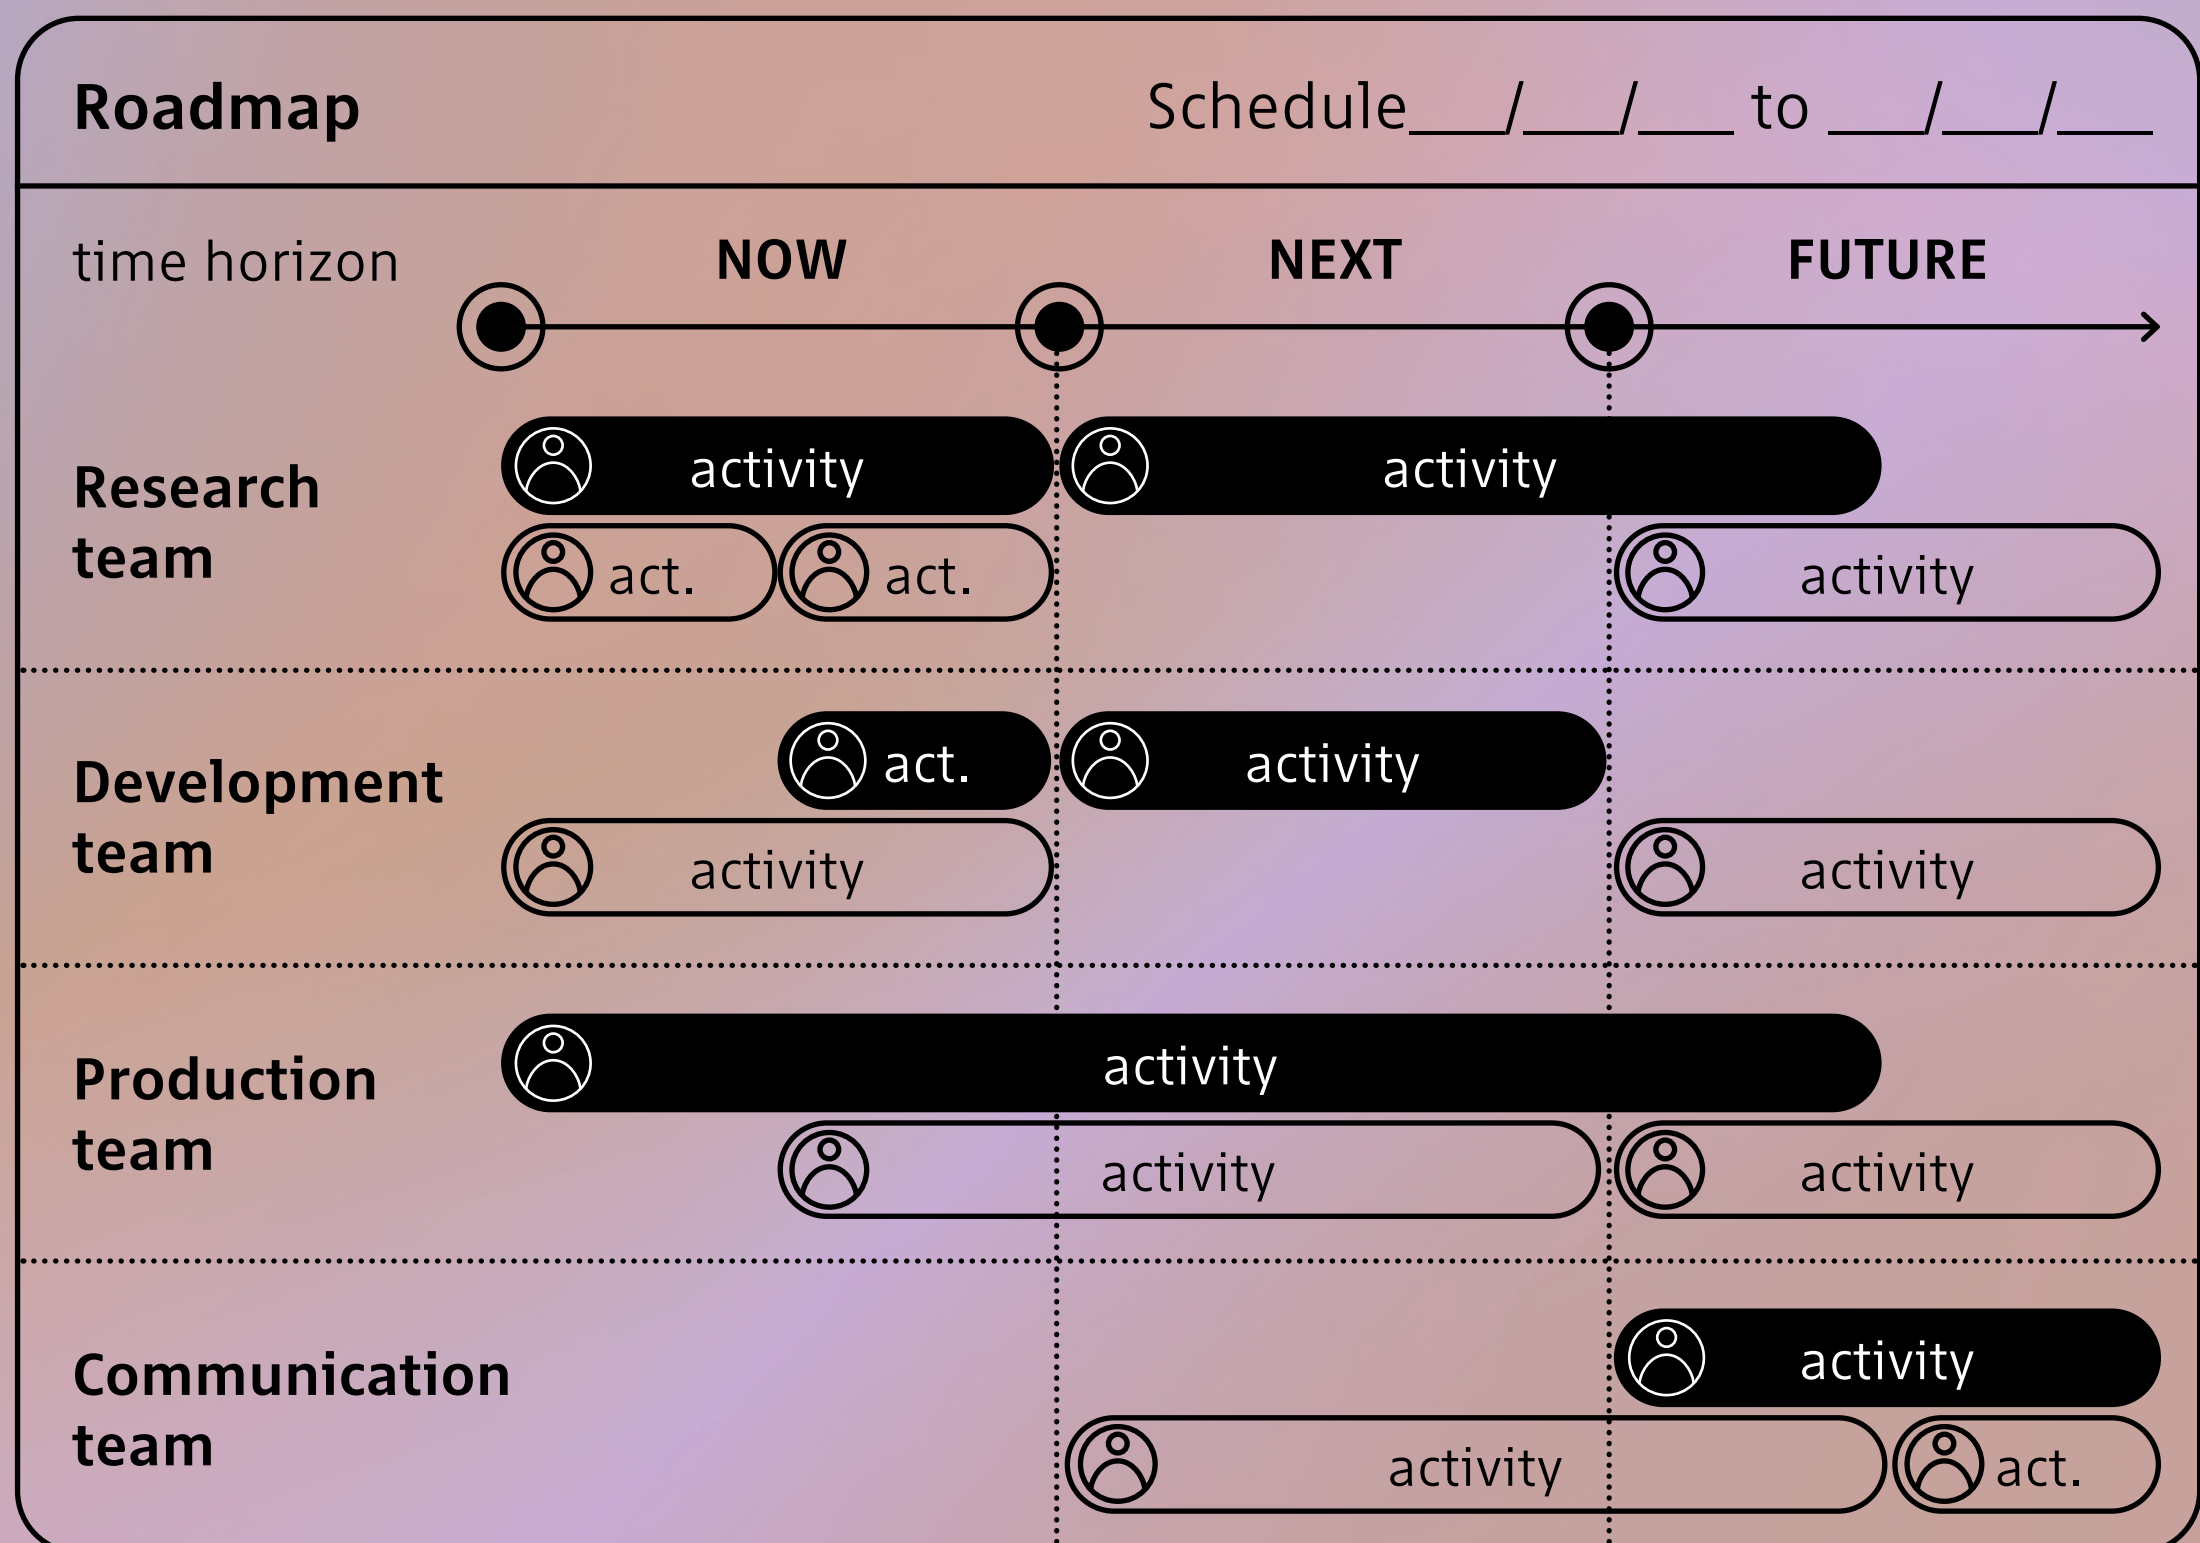 Roadmap
Schedule___/___/___ to ___/___/___
time horizon
NOW
NEXT
FUTURE
Research
team
activity
activity
act.
act.
activity
Development
team
act.
activity
activity
activity
Production
team
activity
activity
activity
Communication
team
activity
activity
act.